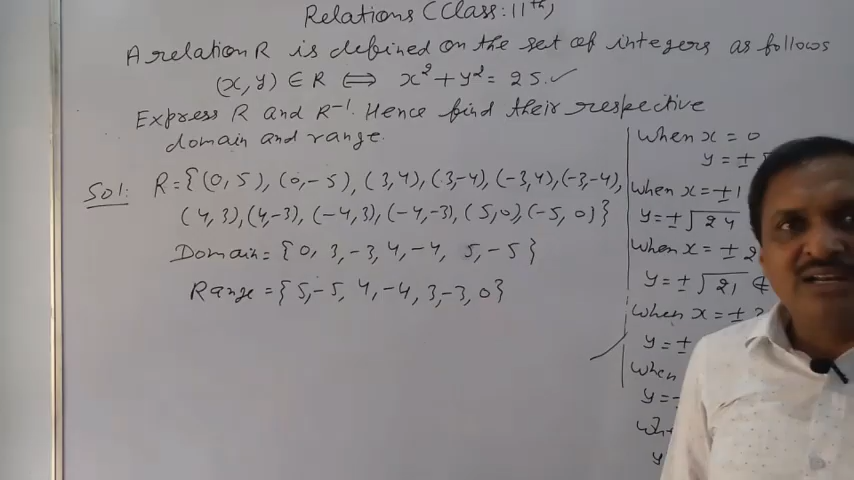 Relations (Class: 11th)
A relation R is defined on the set of integers as follows
(x, y) ∈ R ⟺ x² + y² = 25. ✓
Express R and R⁻¹. Hence find their respective
domain and range.
Sol: R = {(0, 5), (0, -5), (3, 4), (3, -4), (-3, 4), (-3, -4),
(4, 3), (4, -3), (-4, 3), (-4, -3), (5, 0), (-5, 0)}
Domain = {0, 3, -3, 4, -4, 5, -5}
Range = {5, -5, 4, -4, 3, -3, 0}
When x = 0
y = ±
When x = ±1
y = ±√24
When x = ±2
y = ±√21 ∉
When x = ±
y = ±
When
y =